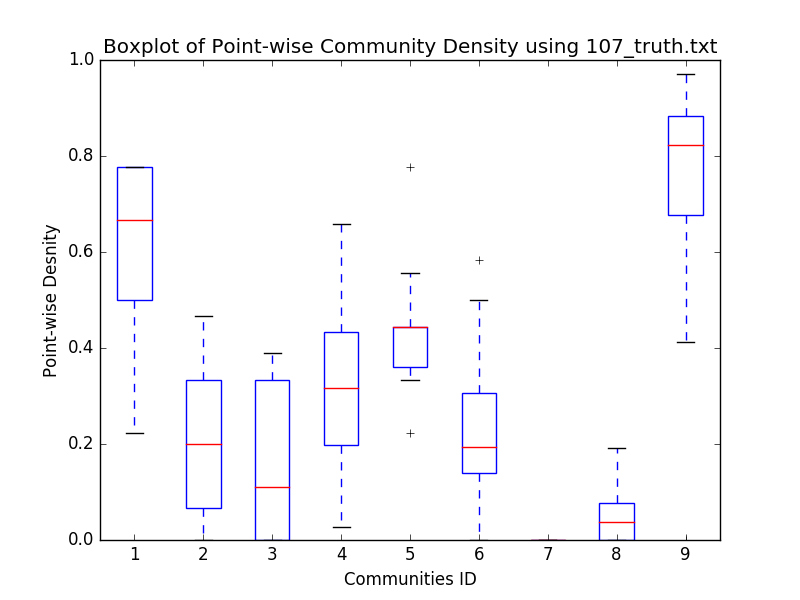 Boxplot of Point-wise Community Density using 107_truth.txt
1.0
0.8
0.6
0.4
0.2
0.0
Point-wise Desnity
1 2 3 4 5 6 7 8 9
Communities ID